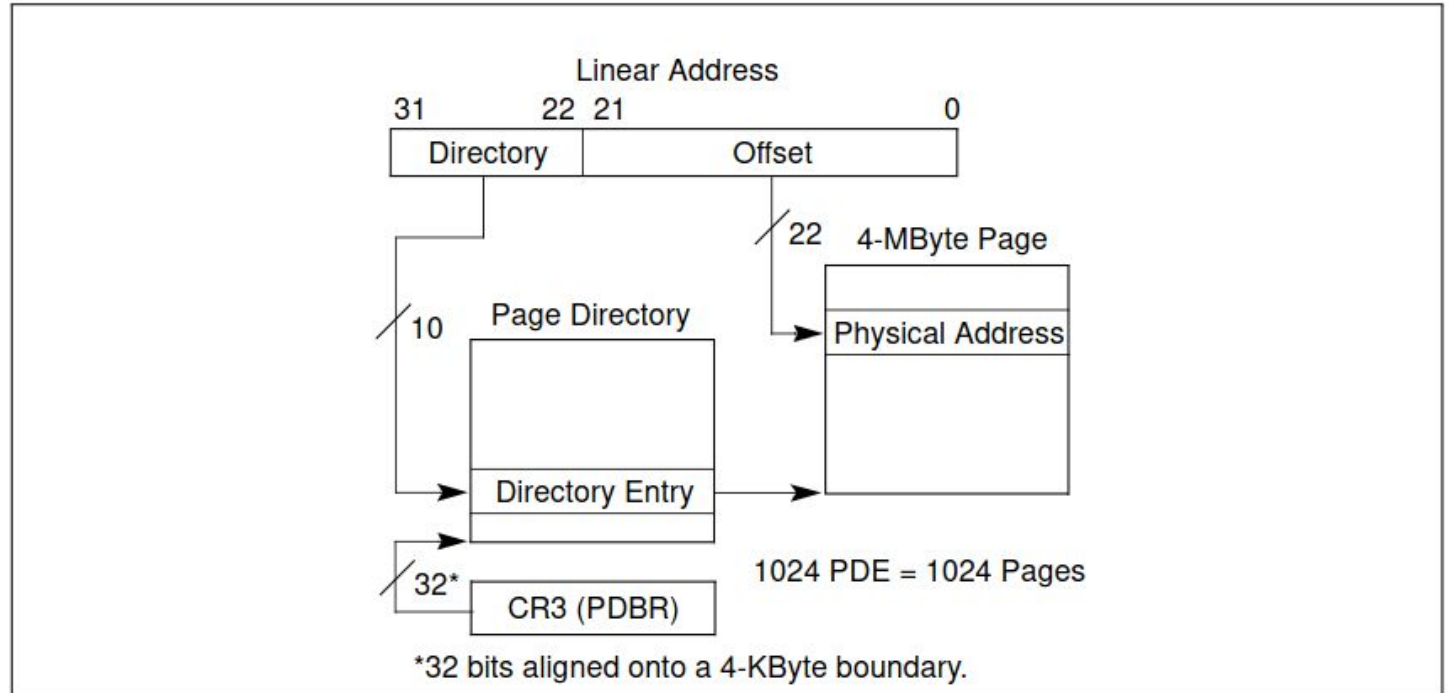 Linear Address
31 22 21 0
Directory Offset
22
4-MByte Page
10
Page Directory
Physical Address
Directory Entry
32*
1024 PDE = 1024 Pages
CR3 (PDBR)
*32 bits aligned onto a 4-KByte boundary.